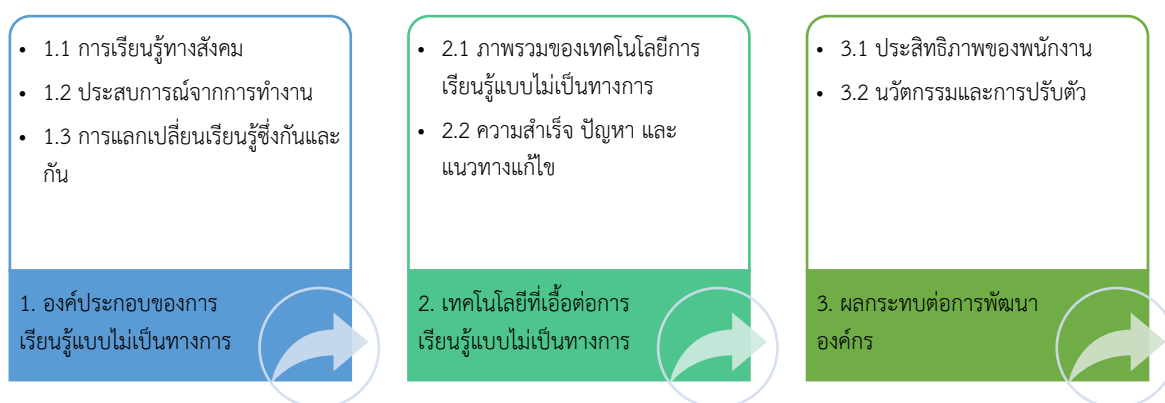 • 1.1 การเรียนรู้ทางสังคม
• 1.2 ประสบการณ์จากการทำงาน
• 1.3 การแลกเปลี่ยนเรียนรู้ซึ่งกันและ
กัน
1. องค์ประกอบของการ
เรียนรู้แบบไม่เป็นทางการ
• 2.1 ภาพรวมของเทคโนโลยีการ
เรียนรู้แบบไม่เป็นทางการ
• 2.2 ความสำเร็จ ปัญหา และ
แนวทางแก้ไข
2. เทคโนโลยีที่เอื้อต่อการ
เรียนรู้แบบไม่เป็นทางการ
• 3.1 ประสิทธิภาพของพนักงาน
• 3.2 นวัตกรรมและการปรับตัว
3. ผลกระทบต่อการพัฒนา
องค์กร